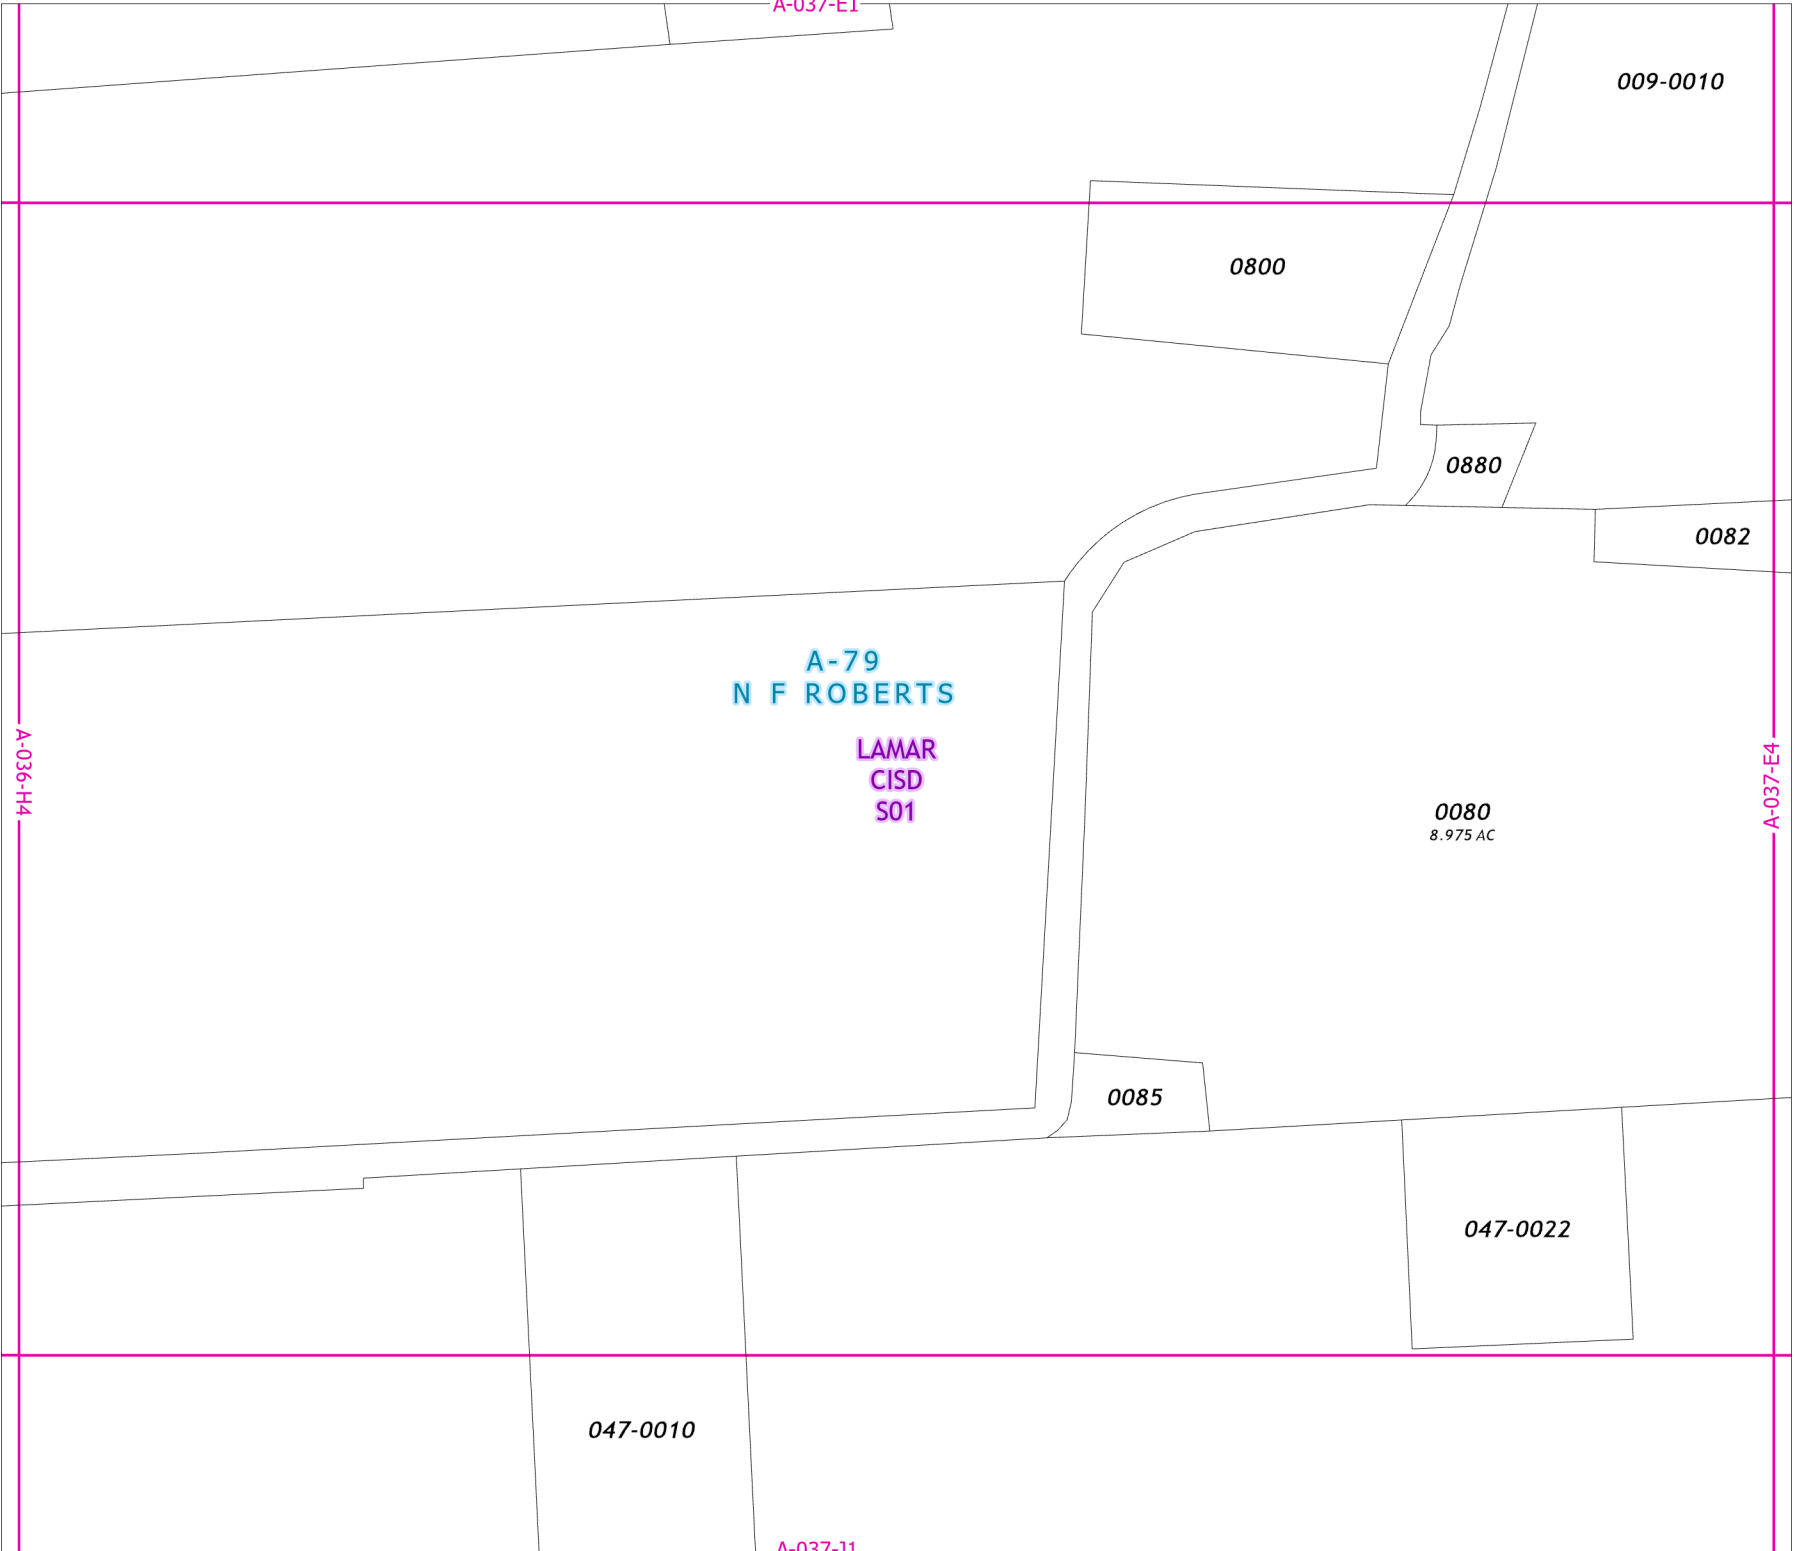 A-037-E1
009-0010
0800
0880
0082
A-79
N F ROBERTS
LAMAR
CISD
S01
A-036-H4
A-037-E4
0080
8.975 AC
0085
047-0022
047-0010
A-037-J1